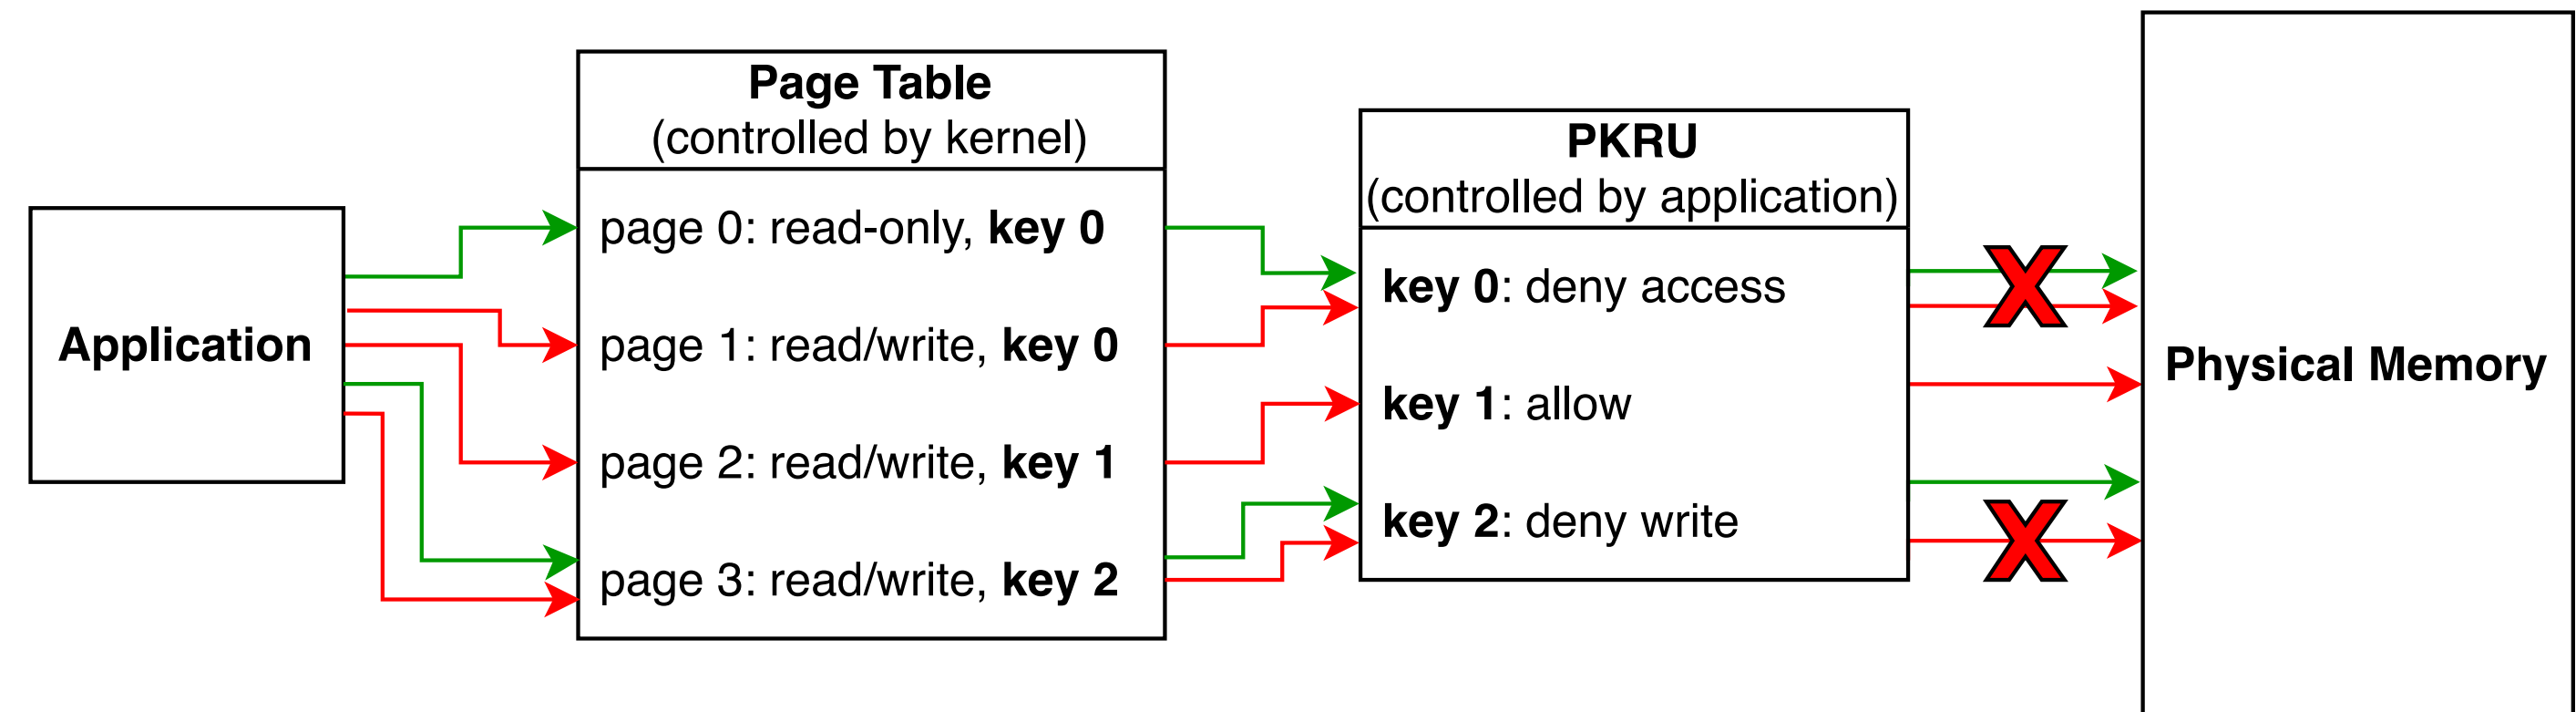 Application
Page Table
(controlled by kernel)
page 0: read-only, key 0
page 1: read/write, key 0
page 2: read/write, key 1
page 3: read/write, key 2
PKRU
(controlled by application)
key 0: deny access
key 1: allow
key 2: deny write
X
X
Physical Memory